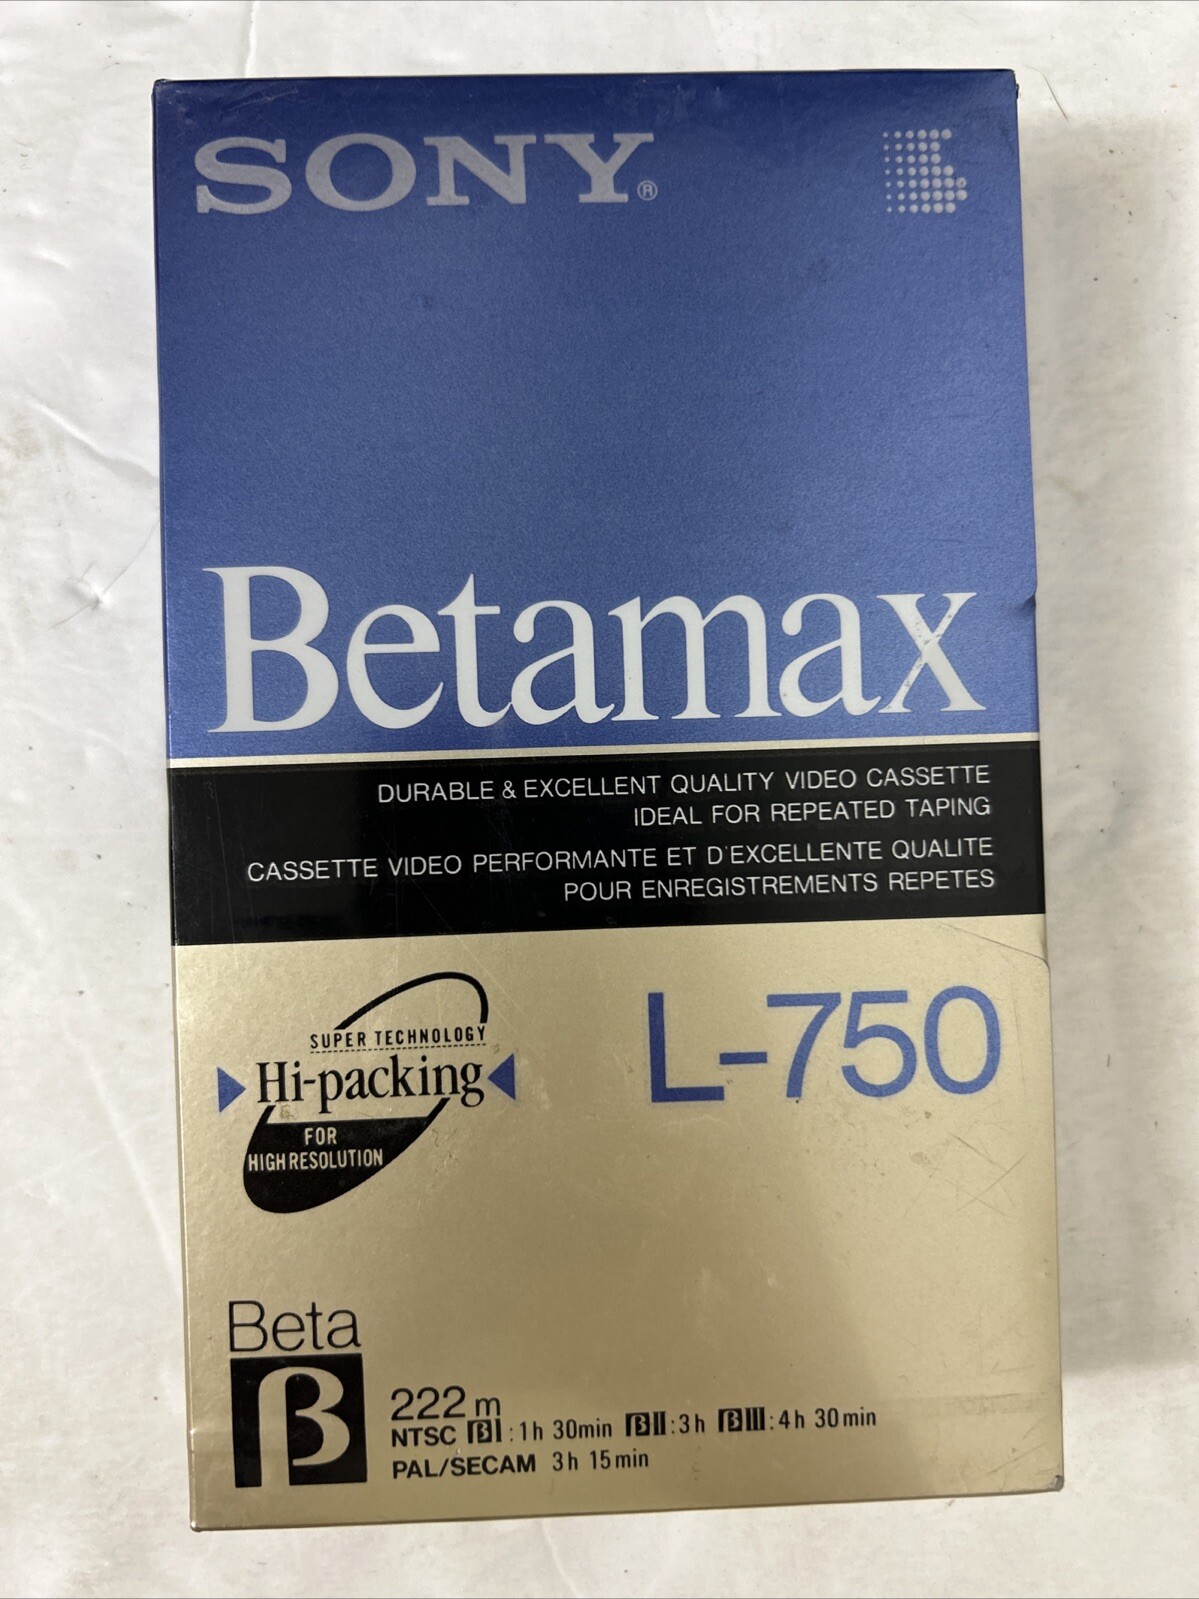 SONY®
Betamax
DURABLE & EXCELLENT QUALITY VIDEO CASSETTE
IDEAL FOR REPEATED TAPING
CASSETTE VIDEO PERFORMANTE ET D'EXCELLENTE QUALITE
POUR ENREGISTREMENTS REPETES
SUPER TECHNOLOGY
Hi-packing
FOR
HIGH RESOLUTION
L-750
Beta
β
222 m
NTSC βI : 1h 30min βII : 3h βIII : 4h 30min
PAL/SECAM 3h 15min